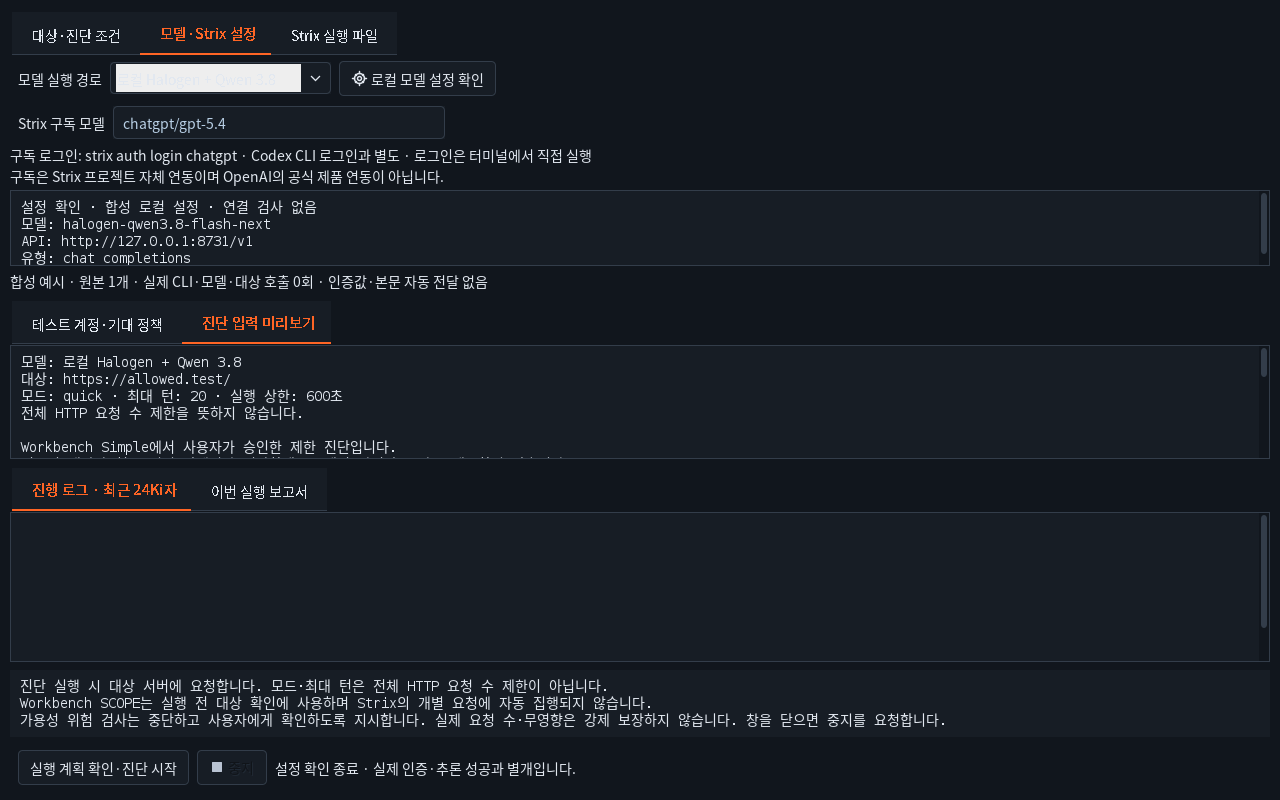 대상·진단 조건
모델·Strix 설정
Strix 실행 파일
모델 실행 경로
로컬 Halogen + Qwen 3.8
로컬 모델 설정 확인
Strix 구독 모델
chatgpt/gpt-5.4
구독 로그인: strix auth login chatgpt · Codex CLI 로그인과 별도 · 로그인은 터미널에서 직접 실행
구독은 Strix 프로젝트 자체 연동이며 OpenAI의 공식 제품 연동이 아닙니다.
설정 확인 · 합성 로컬 설정 · 연결 검사 없음
모델: halogen-qwen3.8-flash-next
API: http://127.0.0.1:8731/v1
유형: chat completions
합성 예시 · 원본 1개 · 실제 CLI·모델·대상 호출 0회 · 인증값·본문 자동 전달 없음
테스트 계정·기대 정책
진단 입력 미리보기
모델: 로컬 Halogen + Qwen 3.8
대상: https://allowed.test/
모드: quick · 최대 턴: 20 · 실행 상한: 600초
전체 HTTP 요청 수 제한을 뜻하지 않습니다.
Workbench Simple에서 사용자가 승인한 제한 진단입니다.
진행 로그 · 최근 24Ki자
이번 실행 보고서
진단 실행 시 대상 서버에 요청합니다. 모드·최대 턴은 전체 HTTP 요청 수 제한이 아닙니다.
Workbench SCOPE는 실행 전 대상 확인에 사용하며 Strix의 개별 요청에 자동 집행되지 않습니다.
가용성 위험 검사는 중단하고 사용자에게 확인하도록 지시합니다. 실제 요청 수·무영향은 강제 보장하지 않습니다. 창을 닫으면 중지를 요청합니다.
실행 계획 확인·진단 시작
중지
설정 확인 종료 · 실제 인증·추론 성공과 별개입니다.